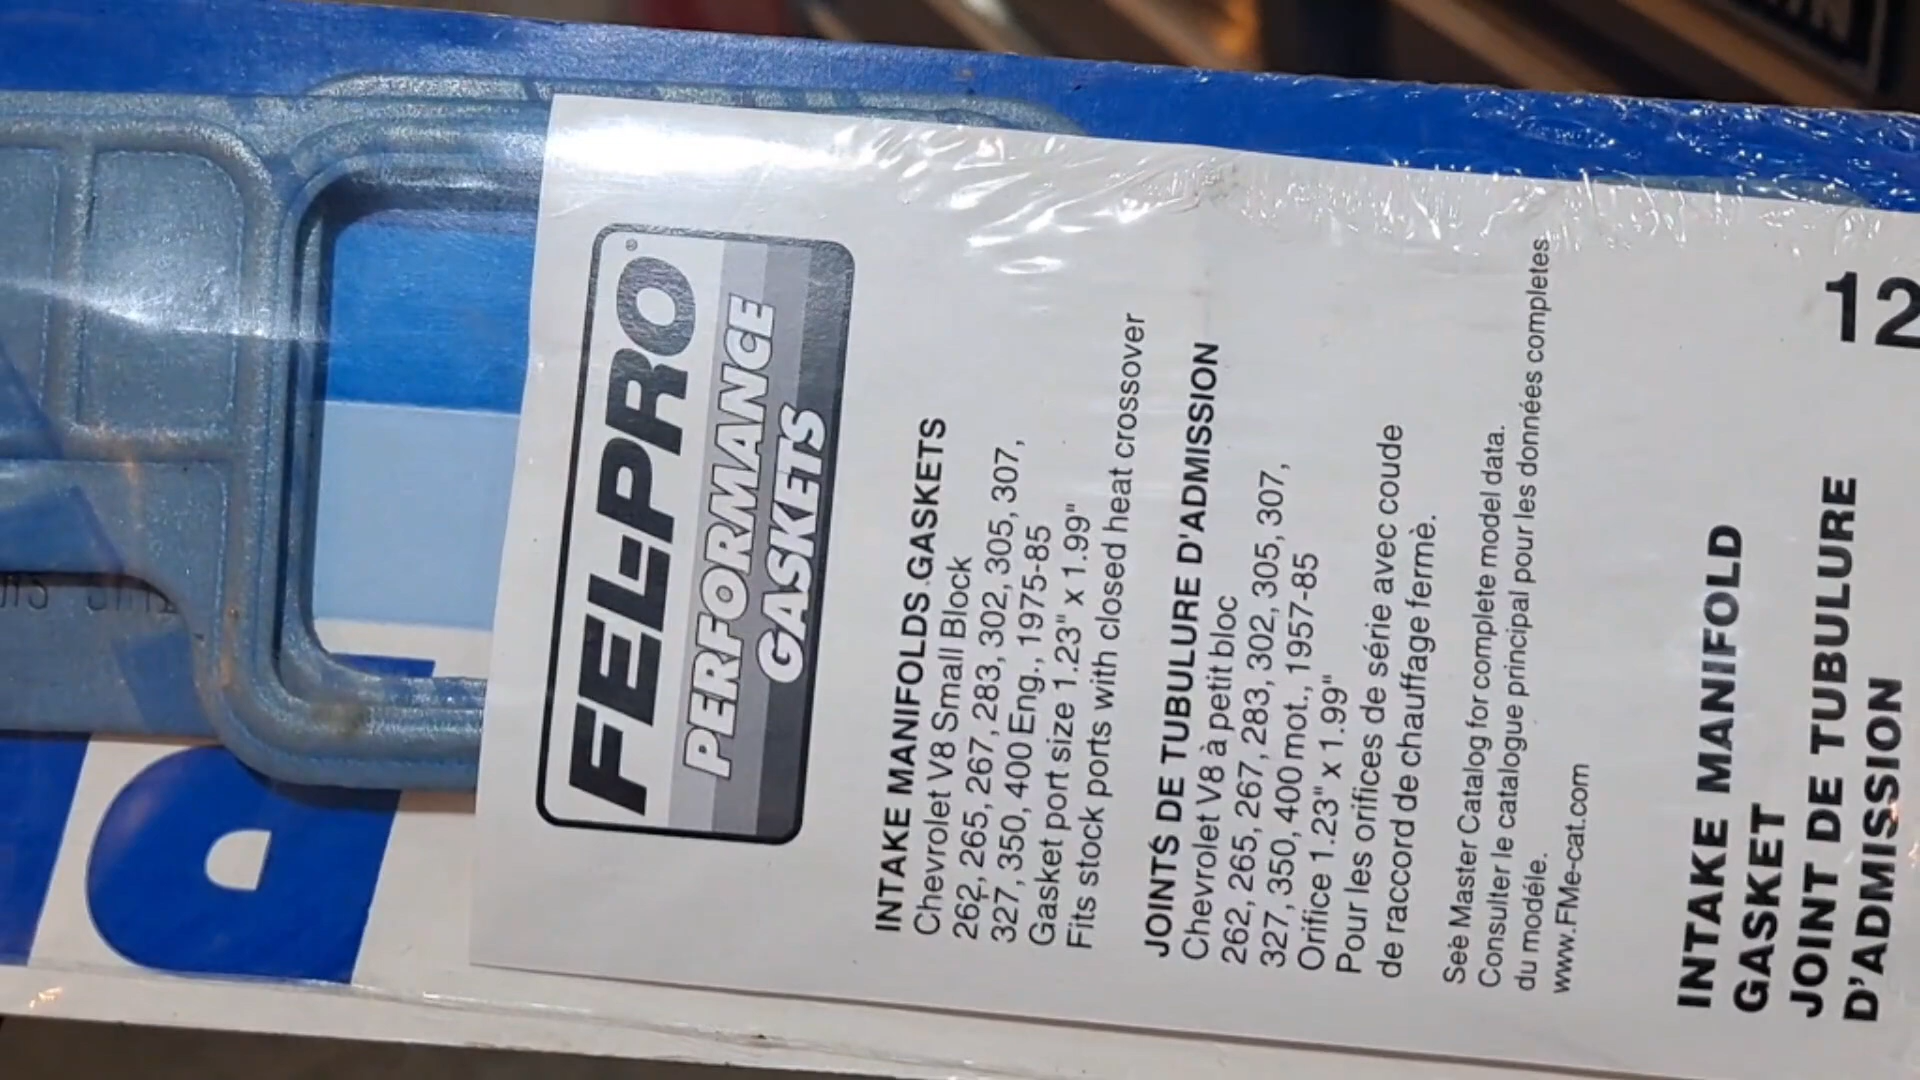 FEL-PRO®
PERFORMANCE
GASKETS
INTAKE MANIFOLDS GASKETS
Chevrolet V8 Small Block
262, 265, 267, 283, 302, 305, 307,
327, 350, 400 Eng., 1975-85
Gasket port size 1.23" x 1.99"
Fits stock ports with closed heat crossover
JOINTS DE TUBULURE D'ADMISSION
Chevrolet V8 à petit bloc
262, 265, 267, 283, 302, 305, 307,
327, 350, 400 mot., 1957-85
Orifice 1.23" x 1.99"
Pour les orifices de série avec coude
de raccord de chauffage fermè.
See Master Catalog for complete model data.
Consulter le catalogue principal pour les données completes
du modéle.
www.FMe-cat.com
INTAKE MANIFOLD
GASKET
JOINT DE TUBULURE
D'ADMISSION
12